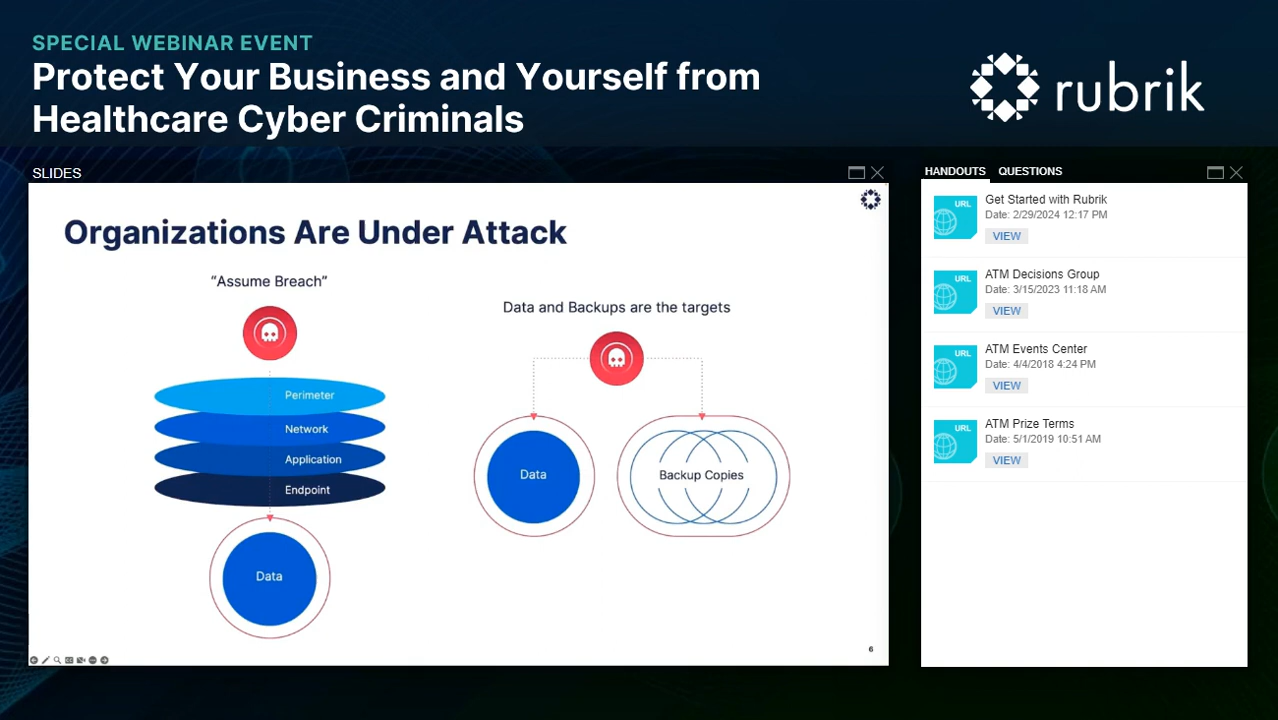 SPECIAL WEBINAR EVENT
Protect Your Business and Yourself from
Healthcare Cyber Criminals
rubrik
SLIDES
Organizations Are Under Attack
“Assume Breach”
Perimeter
Network
Application
Endpoint
Data
Data and Backups are the targets
Data
Backup Copies
6
HANDOUTS QUESTIONS
URL
Get Started with Rubrik
Date: 2/29/2024 12:17 PM
VIEW
URL
ATM Decisions Group
Date: 3/15/2023 11:18 AM
VIEW
URL
ATM Events Center
Date: 4/4/2018 4:24 PM
VIEW
URL
ATM Prize Terms
Date: 5/1/2019 10:51 AM
VIEW